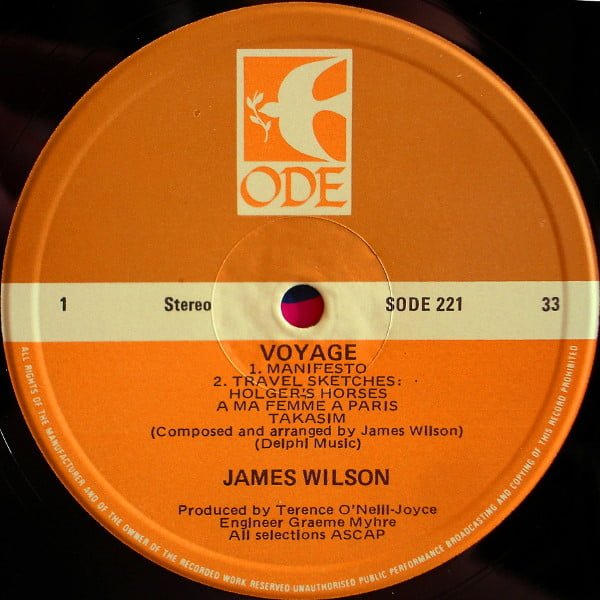 ODE
1 Stereo SODE 221 33
VOYAGE
1. MANIFESTO
2. TRAVEL SKETCHES:
HOLGER'S HORSES
A MA FEMME A PARIS
TAKASIM
(Composed and arranged by James Wilson)
(Delphi Music)
JAMES WILSON
Produced by Terence O'Neill-Joyce
Engineer Graeme Myhre
All selections ASCAP
ALL RIGHTS OF THE MANUFACTURER AND OF THE OWNER OF THE RECORDED WORK RESERVED UNAUTHORISED PUBLIC PERFORMANCE BROADCASTING AND COPYING OF THIS RECORD PROHIBITED